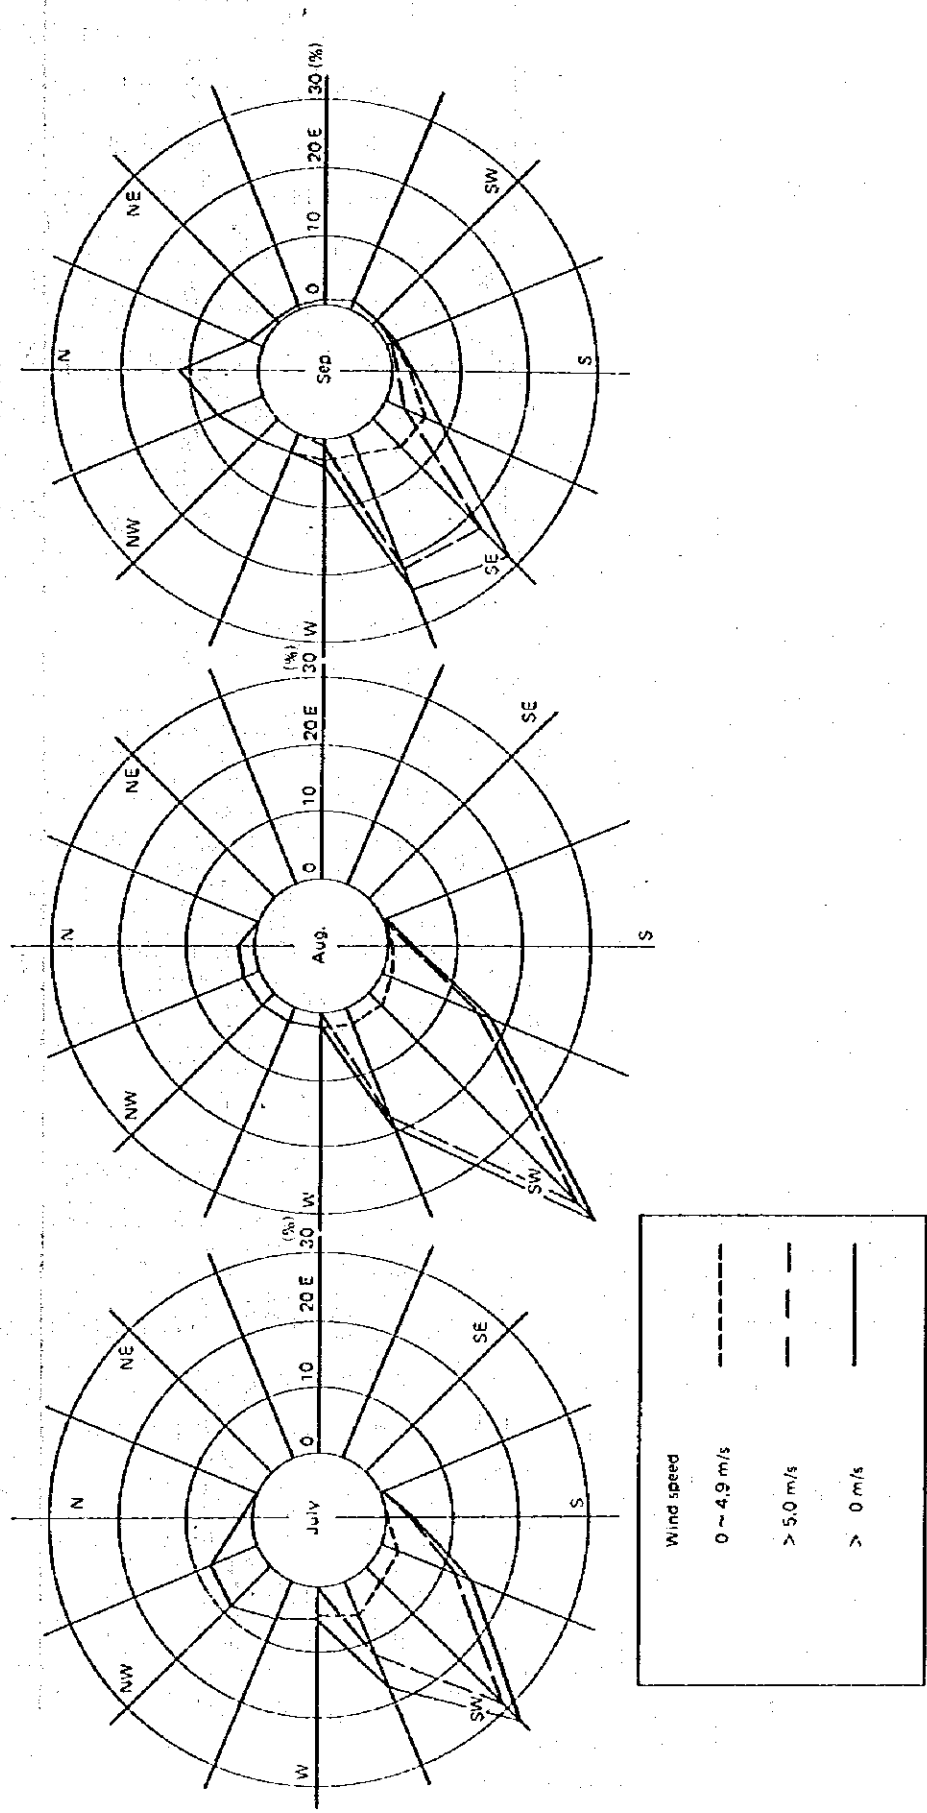 N
NE
NW
0
10
20 E
30 (%)
Sep.
W
SE
SW
S
N
NE
NW
0
10
20 E
30
(%)
Aug.
W
SW
SE
S
N
NE
NW
0
10
20 E
30
(%)
July
W
SW
SE
S
Wind speed
0 ~ 4.9 m/s
> 5.0 m/s
> 0 m/s